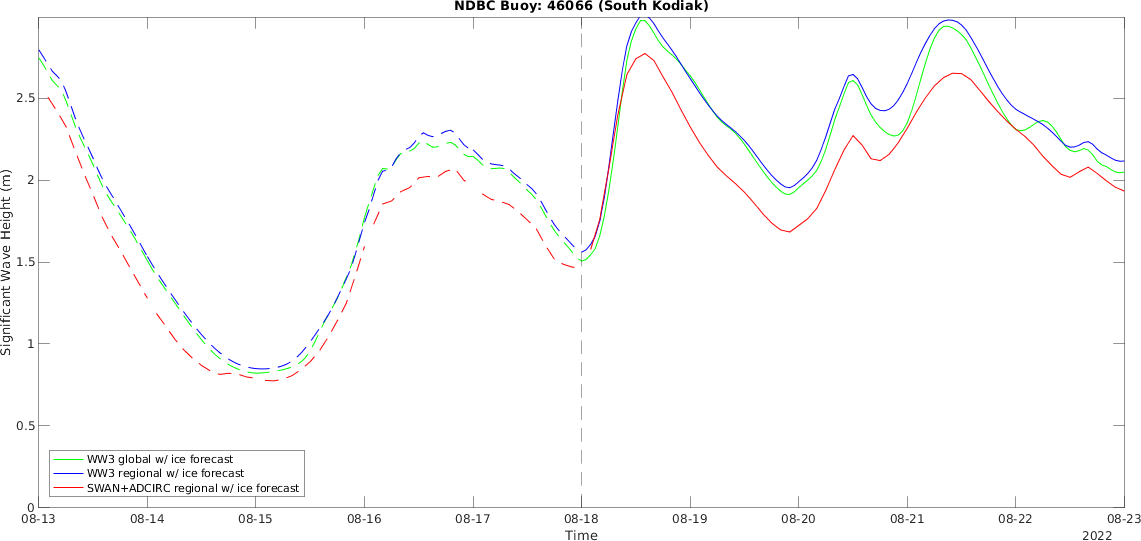 NDBC Buoy: 46066 (South Kodiak)
2.5
2
1.5
1
0.5
0
Significant Wave Height (m)
WW3 global w/ ice forecast
WW3 regional w/ ice forecast
SWAN+ADCIRC regional w/ ice forecast
08-13 08-14 08-15 08-16 08-17 08-18 08-19 08-20 08-21 08-22 08-23
Time
2022